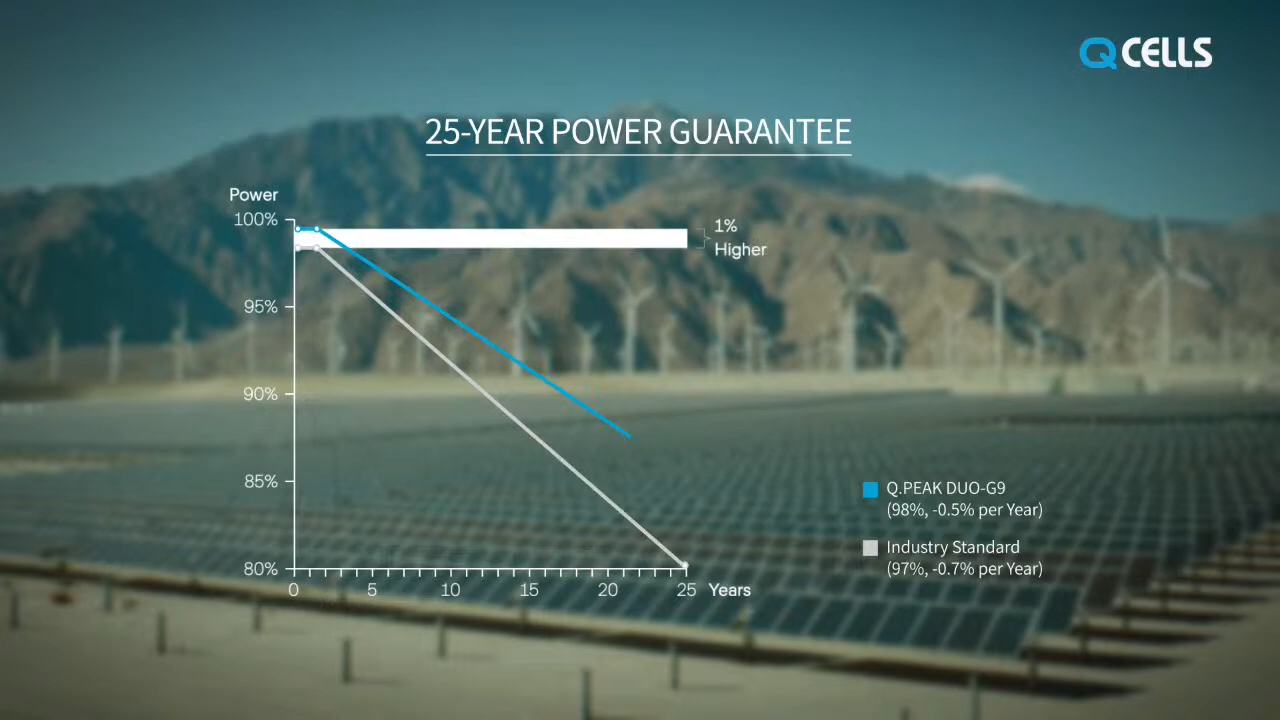 Q CELLS
25-YEAR POWER GUARANTEE
Power
100%
1%
Higher
95%
90%
85%
Q.PEAK DUO-G9
(98%, -0.5% per Year)
Industry Standard
(97%, -0.7% per Year)
80%
0 5 10 15 20 25 Years